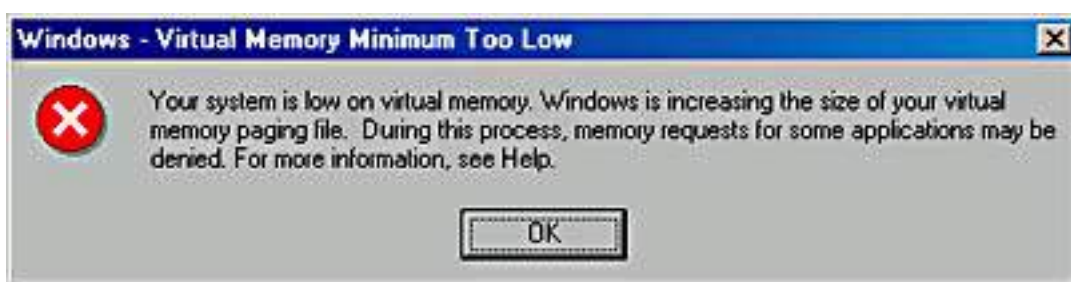 Windows - Virtual Memory Minimum Too Low
Your system is low on virtual memory. Windows is increasing the size of your virtual
memory paging file. During this process, memory requests for some applications may be
denied. For more information, see Help.
OK